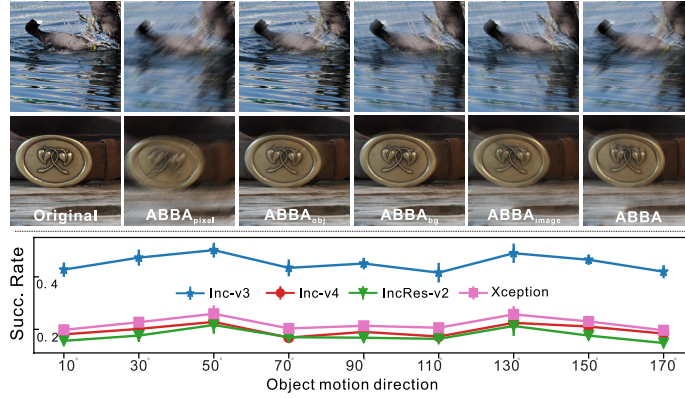 Original ABBApixel ABBAobj ABBAbg ABBAimage ABBA
Succ. Rate
0.4
Inc-v3 Inc-v4 IncRes-v2 Xception
0.2
10° 30° 50° 70° 90° 110° 130° 150° 170°
Object motion direction